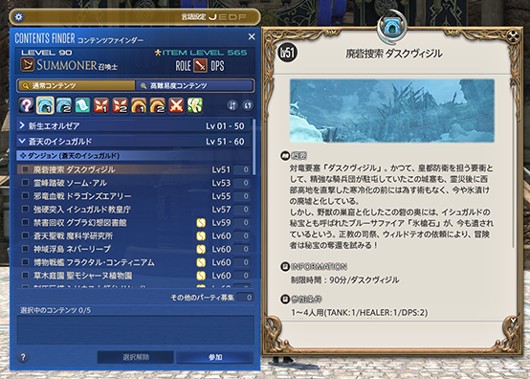 言語設定 J E D F
CONTENTS FINDER コンテンツファインダー
LEVEL 90
ITEM LEVEL 565
SUMMONER 召喚士
ROLE DPS
通常コンテンツ
高難易度コンテンツ
新生エオルゼア Lv 01 - 50
蒼天のイシュガルド Lv 51 - 60
ダンジョン (蒼天のイシュガルド)
廃砦捜索 ダスクヴィジル Lv51 0
霊峰踏破 ソーム・アル Lv53 0
邪竜血戦 ドラゴンズエアリー Lv55 0
強硬突入 イシュガルド教皇庁 Lv57 0
禁書回収 グブラ幻想図書館 Lv59 0
蒼天聖戦 魔科学研究所 Lv60 0
神域浮島 ネバーリープ Lv60 0
博物戦艦 フラクタル・コンティニアム Lv60 0
草木庭園 聖モシャーヌ植物園 Lv60 0
その他のパーティ募集 0
選択中のコンテンツ 0/5
選択解除
参加
Lv51
廃砦捜索 ダスクヴィジル
概要
対竜要塞「ダスクヴィジル」。かつて、皇都防衛を担う要衝と
して、精強な騎兵団が駐屯していたこの城塞も、霊災後に西
部高地を直撃した寒冷化の前には為す術もなく、今や氷漬け
の廃墟と化している。
しかし、野獣の巣窟と化したこの砦の奥には、イシュガルドの
秘宝とも呼ばれたブルーサファイア「氷槍石」が、今も遺され
ているという。正教の司祭、ウィルドテオの依頼により、冒険
者は秘宝の奪還を試みる！
INFORMATION
制限時間：90分/ダスクヴィジル
参加条件
1～4人用(TANK:1/HEALER:1/DPS:2)